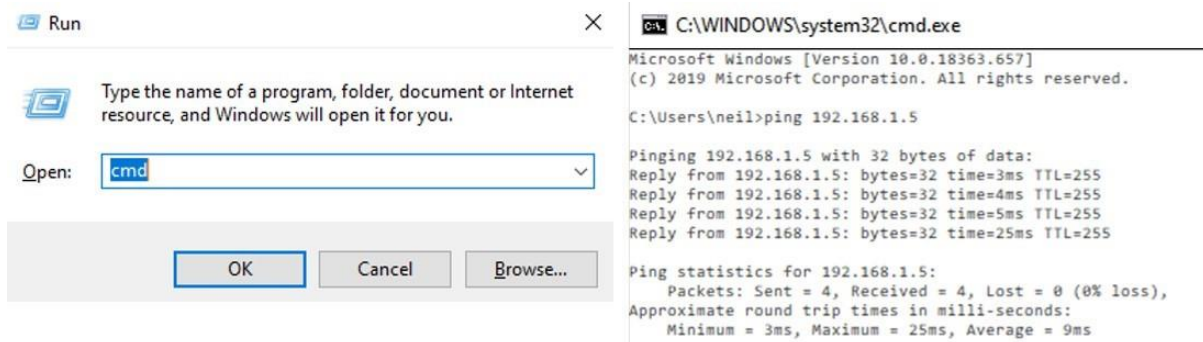 Run
Type the name of a program, folder, document or Internet
resource, and Windows will open it for you.
Open:
cmd
OK
Cancel
Browse...
C:\WINDOWS\system32\cmd.exe
Microsoft Windows [Version 10.0.18363.657]
(c) 2019 Microsoft Corporation. All rights reserved.
C:\Users\neil>ping 192.168.1.5
Pinging 192.168.1.5 with 32 bytes of data:
Reply from 192.168.1.5: bytes=32 time=3ms TTL=255
Reply from 192.168.1.5: bytes=32 time=4ms TTL=255
Reply from 192.168.1.5: bytes=32 time=5ms TTL=255
Reply from 192.168.1.5: bytes=32 time=25ms TTL=255
Ping statistics for 192.168.1.5:
Packets: Sent = 4, Received = 4, Lost = 0 (0% loss),
Approximate round trip times in milli-seconds:
Minimum = 3ms, Maximum = 25ms, Average = 9ms